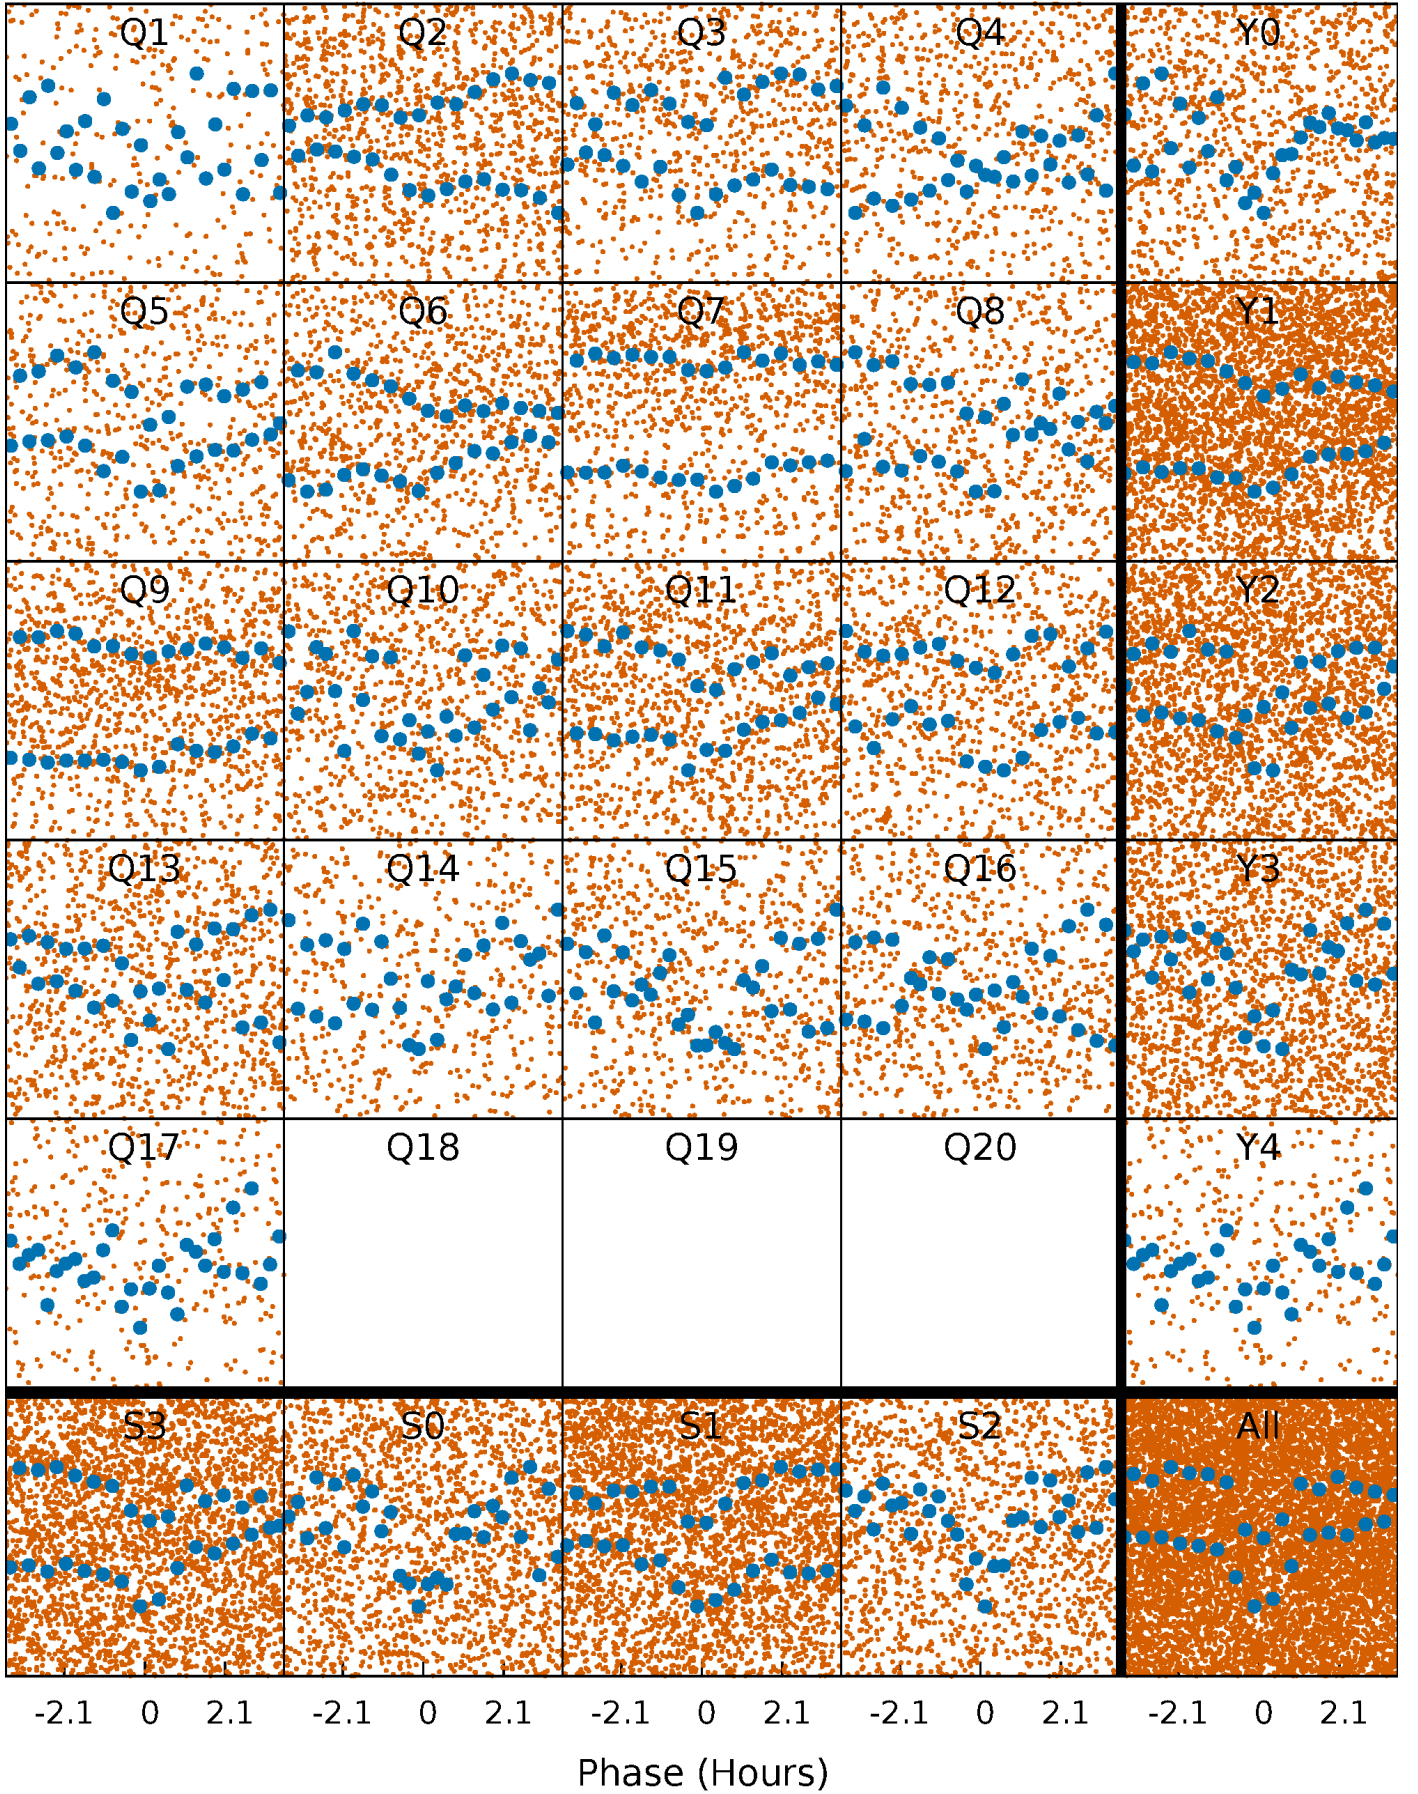 Q1 Q2 Q3 Q4 Y0
Q5 Q6 Q7 Q8 Y1
Q9 Q10 Q11 Q12 Y2
Q13 Q14 Q15 Q16 Y3
Q17 Q18 Q19 Q20 Y4
S3 S0 S1 S2 All
-2.1 0 2.1 -2.1 0 2.1 -2.1 0 2.1 -2.1 0 2.1 -2.1 0 2.1
Phase (Hours)